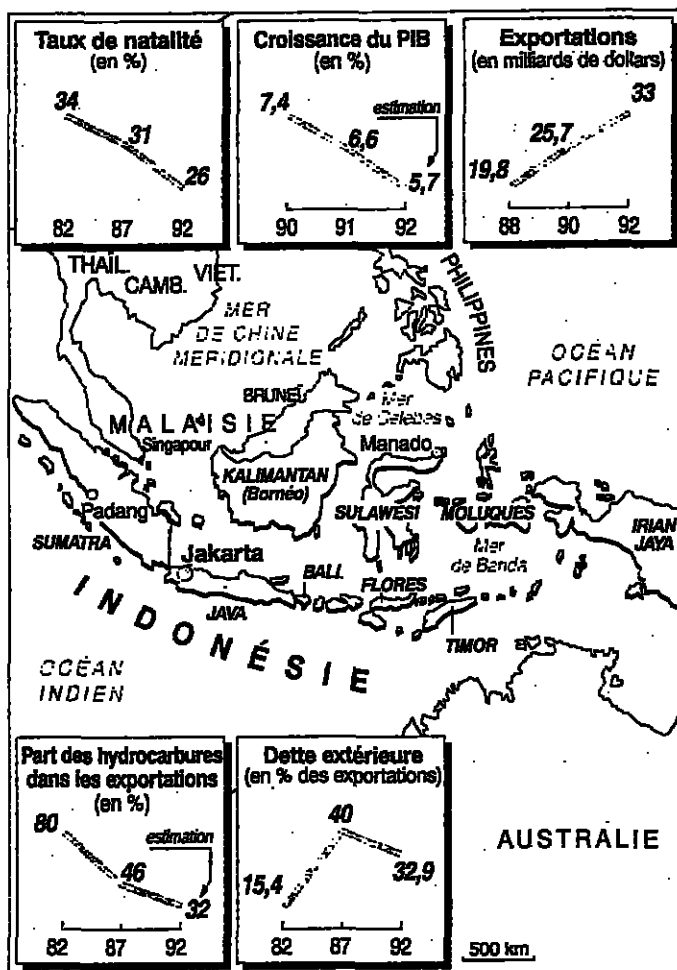 Taux de natalité
(en %)
34
31
26
82 87 92
Croissance du PIB
(en %)
7,4
estimation
6,6
5,7
90 91 92
Exportations
(en milliards de dollars)
33
25,7
19,8
88 90 92
THAÏL.
VIET.
CAMB.
PHILIPPINES
MER
DE CHINE
MERIDIONALE
OCÉAN
PACIFIQUE
BRUNEÏ
Mer
de Célèbes
MALAISIE
Singapour
Manado
KALIMANTAN
(Bornéo)
Padang
SULAWESI
MOLUQUES
IRIAN
JAYA
SUMATRA
Jakarta
Mer
de Banda
BALI
FLORES
JAVA
TIMOR
INDONÉSIE
OCÉAN
INDIEN
Part des hydrocarbures
dans les exportations
(en %)
80
estimation
46
32
82 87 92
Dette extérieure
(en % des exportations)
40
15,4
32,9
82 87 92
AUSTRALIE
500 km